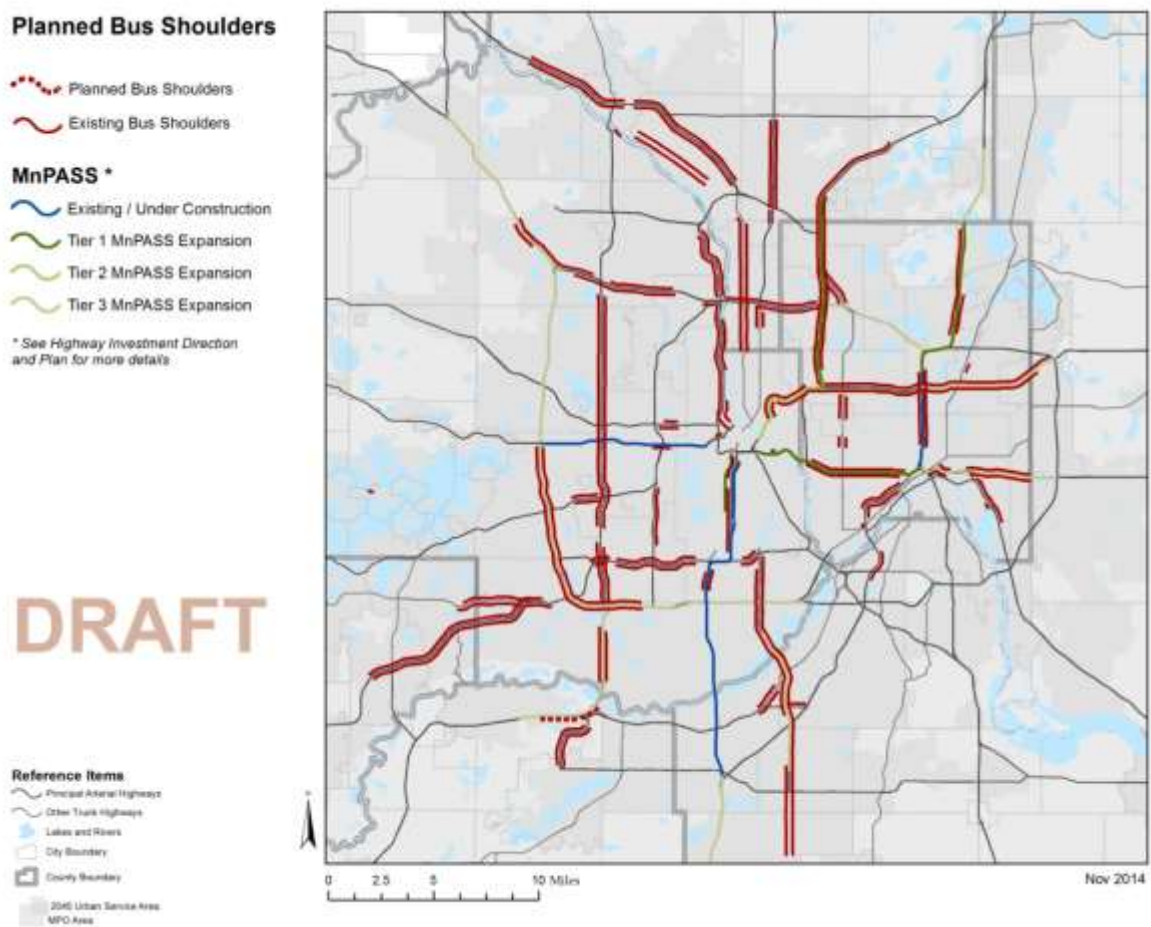 Planned Bus Shoulders
Planned Bus Shoulders
Existing Bus Shoulders
MnPASS *
Existing / Under Construction
Tier 1 MnPASS Expansion
Tier 2 MnPASS Expansion
Tier 3 MnPASS Expansion
* See Highway Investment Direction
and Plan for more details
DRAFT
Reference Items
Principal Arterial Highways
Other Trunk Highways
Lakes and Rivers
City Boundary
County Boundary
2040 Urban Service Area
MPO Area
0 2.5 5 10 Miles
Nov 2014